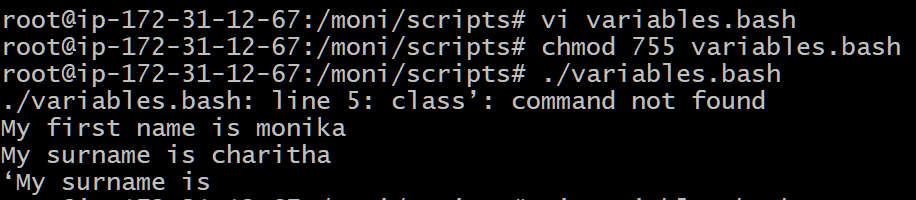 root@ip-172-31-12-67:/moni/scripts# vi variables.bash
root@ip-172-31-12-67:/moni/scripts# chmod 755 variables.bash
root@ip-172-31-12-67:/moni/scripts# ./variables.bash
./variables.bash: line 5: class’: command not found
My first name is monika
My surname is charitha
‘My surname is